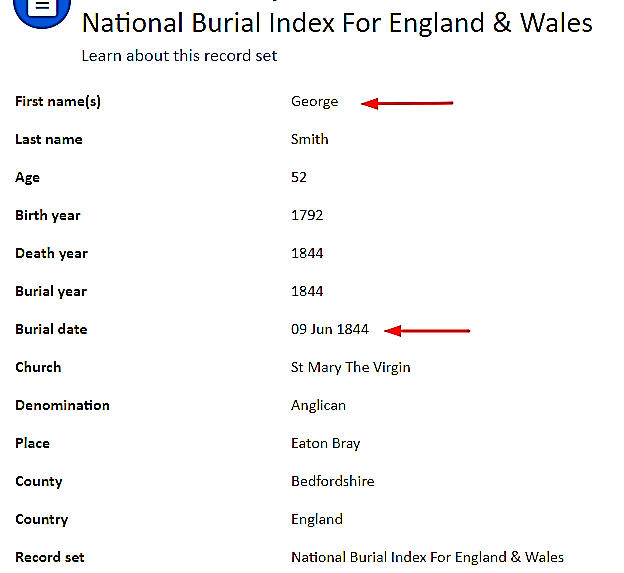 National Burial Index For England & Wales
Learn about this record set
First name(s) George
Last name Smith
Age 52
Birth year 1792
Death year 1844
Burial year 1844
Burial date 09 Jun 1844
Church St Mary The Virgin
Denomination Anglican
Place Eaton Bray
County Bedfordshire
Country England
Record set National Burial Index For England & Wales